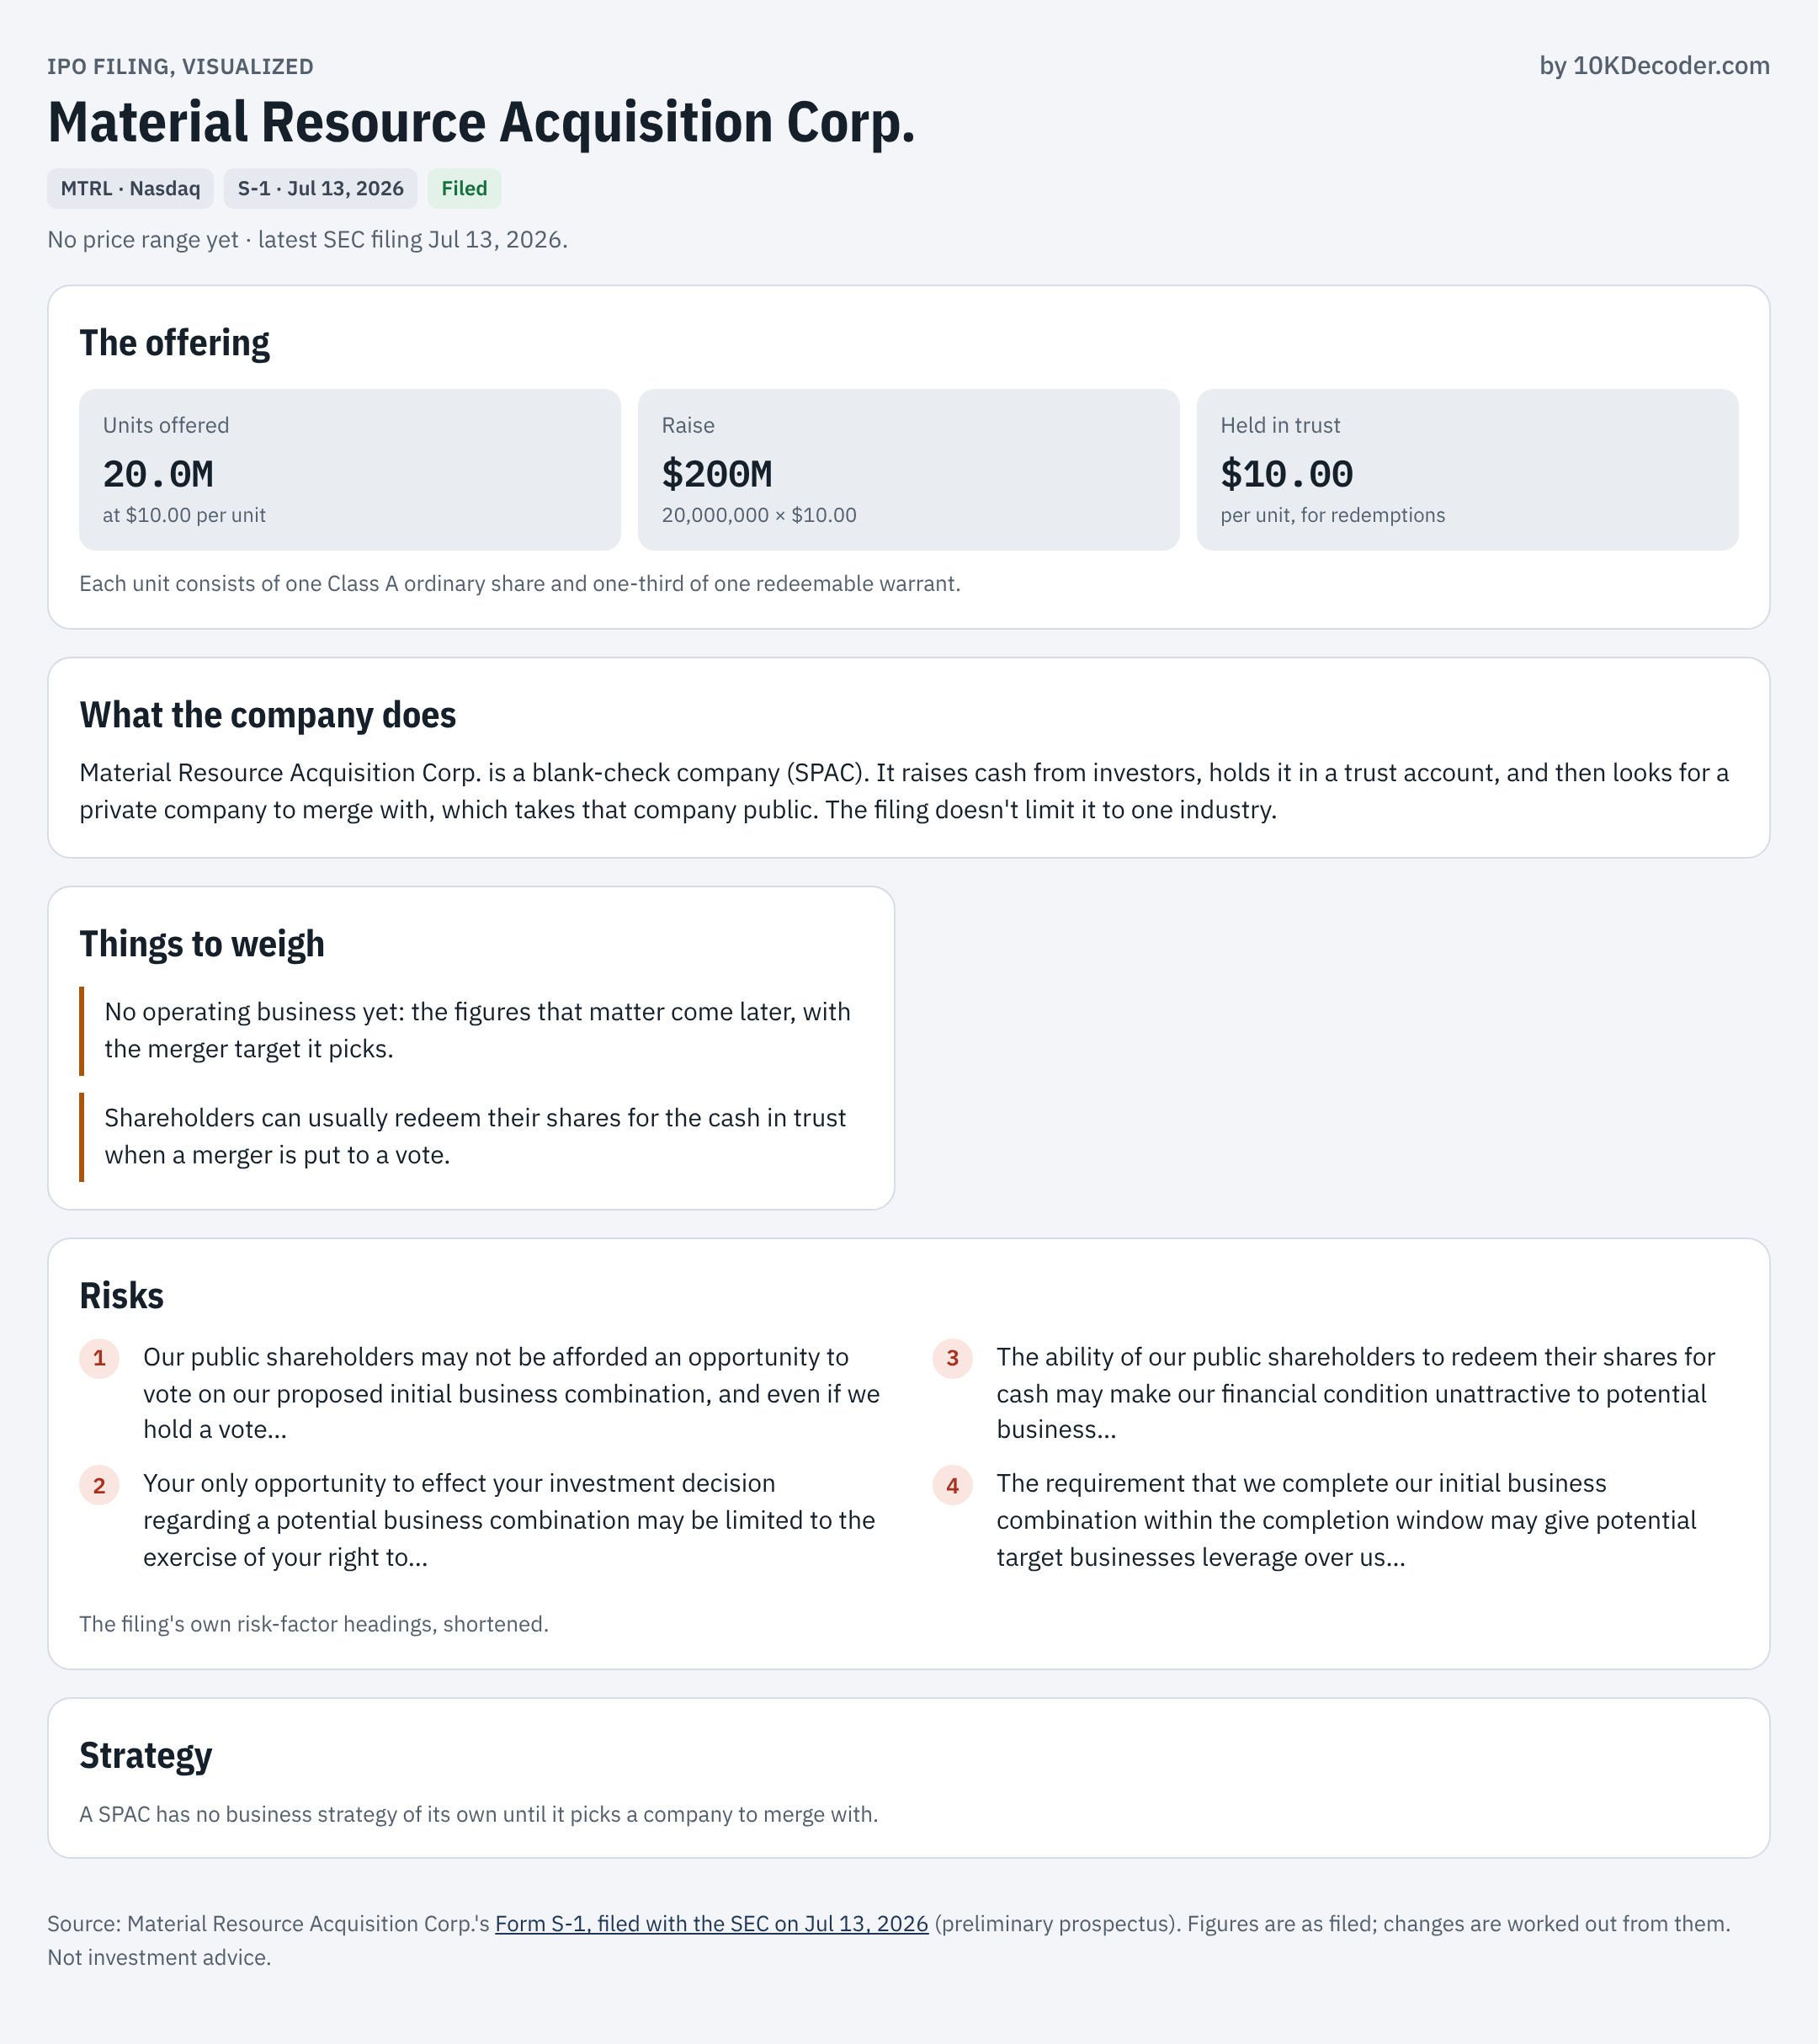 IPO FILING, VISUALIZED
by 10KDecoder.com
Material Resource Acquisition Corp.
MTRL · Nasdaq
S-1 · Jul 13, 2026
Filed
No price range yet · latest SEC filing Jul 13, 2026.
The offering
Units offered
20.0M
at $10.00 per unit
Raise
$200M
20,000,000 × $10.00
Held in trust
$10.00
per unit, for redemptions
Each unit consists of one Class A ordinary share and one-third of one redeemable warrant.
What the company does
Material Resource Acquisition Corp. is a blank-check company (SPAC). It raises cash from investors, holds it in a trust account, and then looks for a
private company to merge with, which takes that company public. The filing doesn't limit it to one industry.
Things to weigh
No operating business yet: the figures that matter come later, with
the merger target it picks.
Shareholders can usually redeem their shares for the cash in trust
when a merger is put to a vote.
Risks
1
Our public shareholders may not be afforded an opportunity to
vote on our proposed initial business combination, and even if we
hold a vote…
2
Your only opportunity to effect your investment decision
regarding a potential business combination may be limited to the
exercise of your right to…
3
The ability of our public shareholders to redeem their shares for
cash may make our financial condition unattractive to potential
business…
4
The requirement that we complete our initial business
combination within the completion window may give potential
target businesses leverage over us…
The filing's own risk-factor headings, shortened.
Strategy
A SPAC has no business strategy of its own until it picks a company to merge with.
Source: Material Resource Acquisition Corp.'s Form S-1, filed with the SEC on Jul 13, 2026 (preliminary prospectus). Figures are as filed; changes are worked out from them.
Not investment advice.